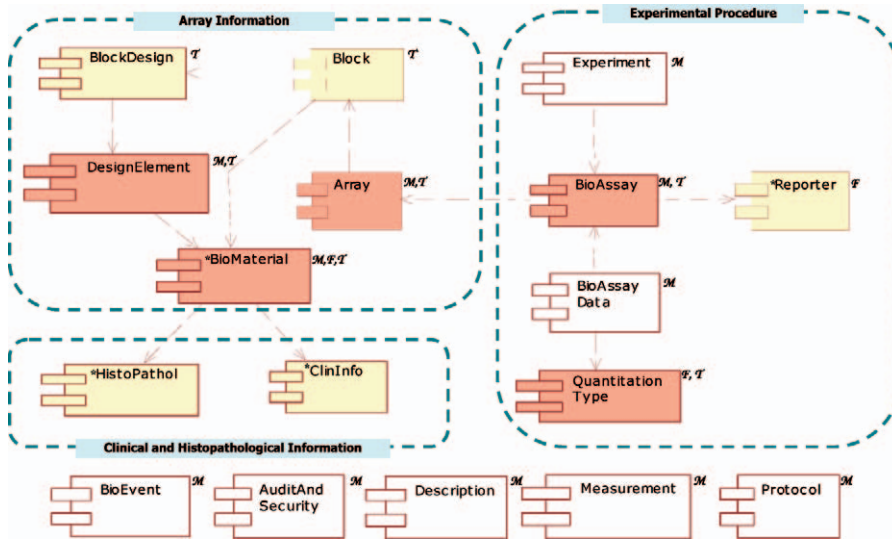 Array Information
Experimental Procedure
BlockDesign
T
Block
T
Experiment
M
DesignElement
M,T
Array
M,T
BioAssay
M, T
*Reporter
F
*BioMaterial
M,F,T
BioAssay
Data
M
*HistoPathol
*ClinInfo
Quantitation
Type
F, T
Clinical and Histopathological Information
BioEvent
M
AuditAnd
Security
M
Description
M
Measurement
M
Protocol
M